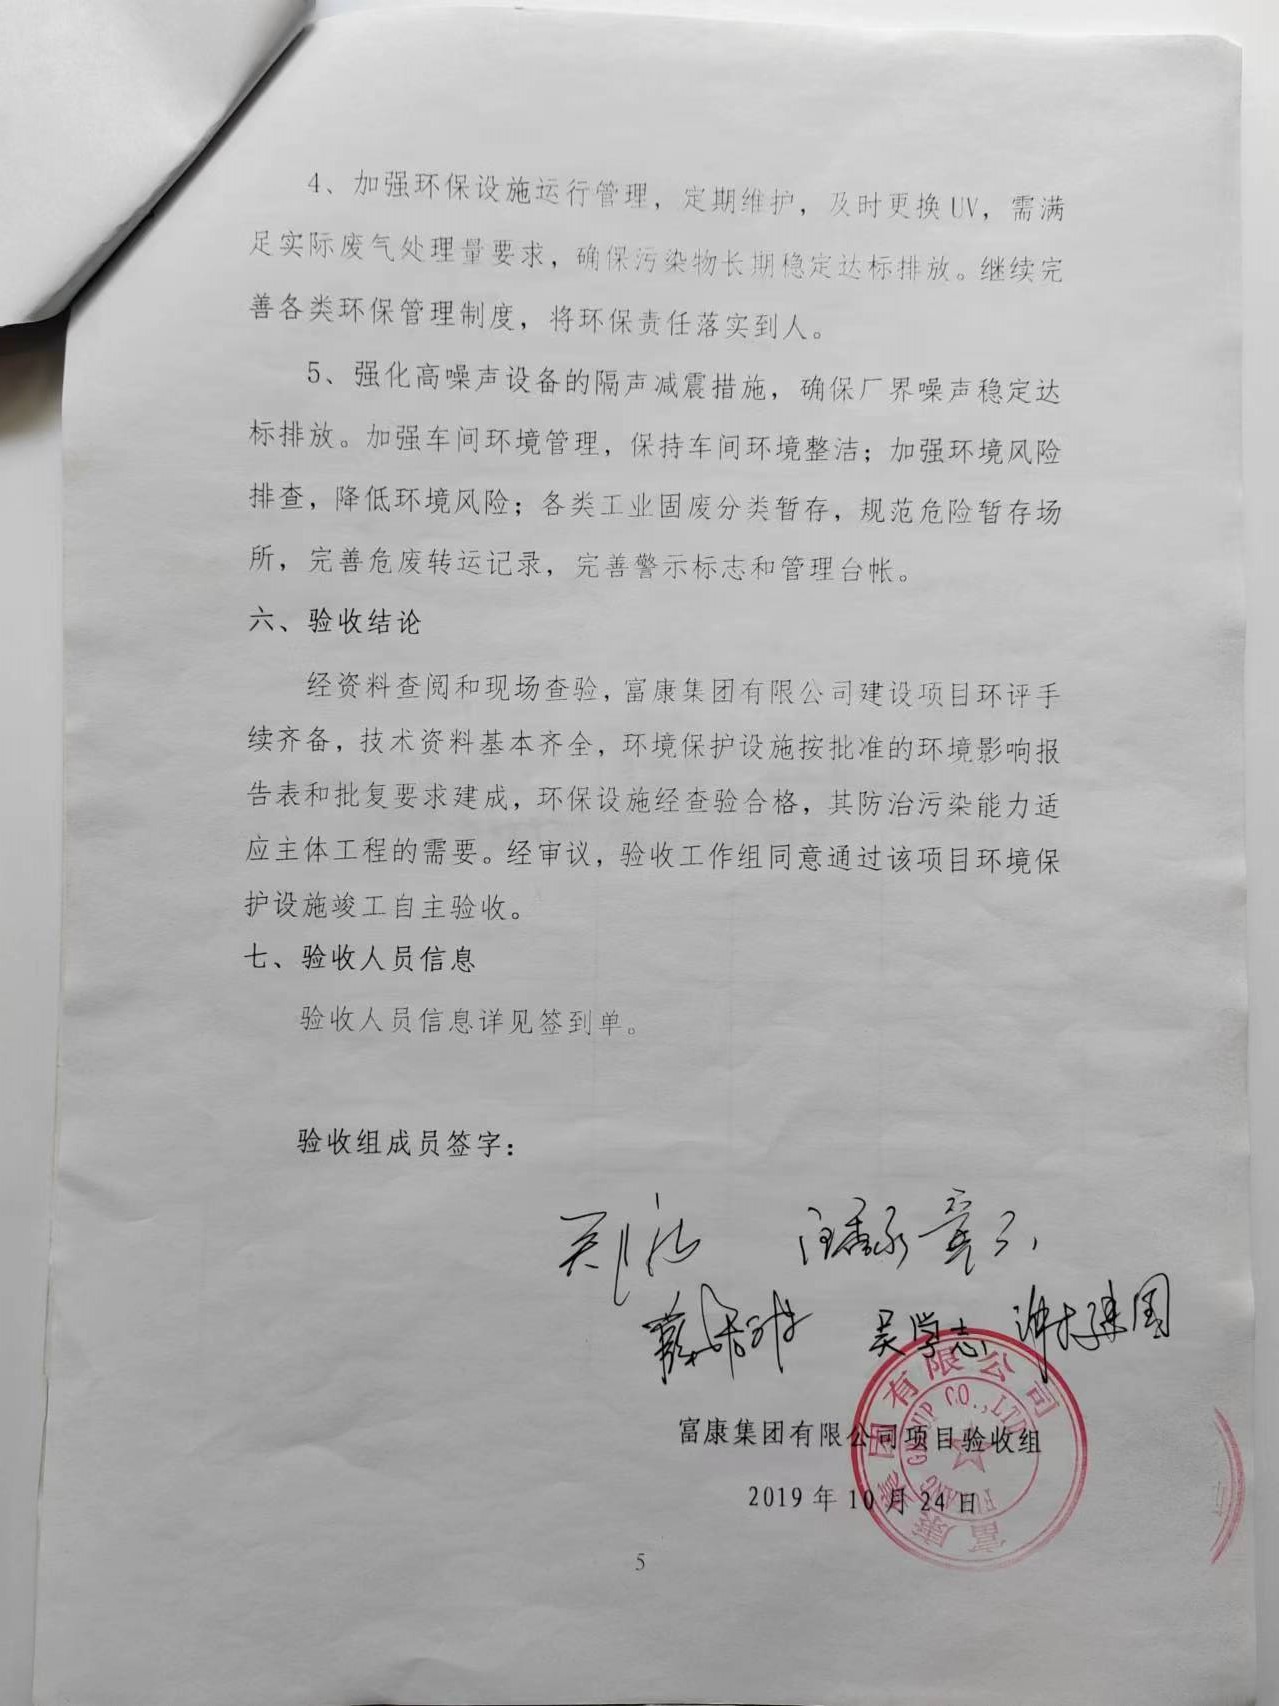 4、加强环保设施运行管理，定期维护，及时更换UV，需满
足实际废气处理量要求，确保污染物长期稳定达标排放。继续完
善各类环保管理制度，将环保责任落实到人。
5、强化高噪声设备的隔声减震措施，确保厂界噪声稳定达
标排放。加强车间环境管理，保持车间环境整洁；加强环境风险
排查，降低环境风险；各类工业固废分类暂存，规范危险暂存场
所，完善危废转运记录，完善警示标志和管理台帐。
六、验收结论
经资料查阅和现场查验，富康集团有限公司建设项目环评手
续齐备，技术资料基本齐全，环境保护设施按批准的环境影响报
告表和批复要求建成，环保设施经查验合格，其防治污染能力适
应主体工程的需要。经审议，验收工作组同意通过该项目环境保
护设施竣工自主验收。
七、验收人员信息
验收人员信息详见签到单。
验收组成员签字：
吴学志
富康集团有限公司项目验收组
2019年10月24日
富康集团有限公司
GROUP CO.,LTD
5